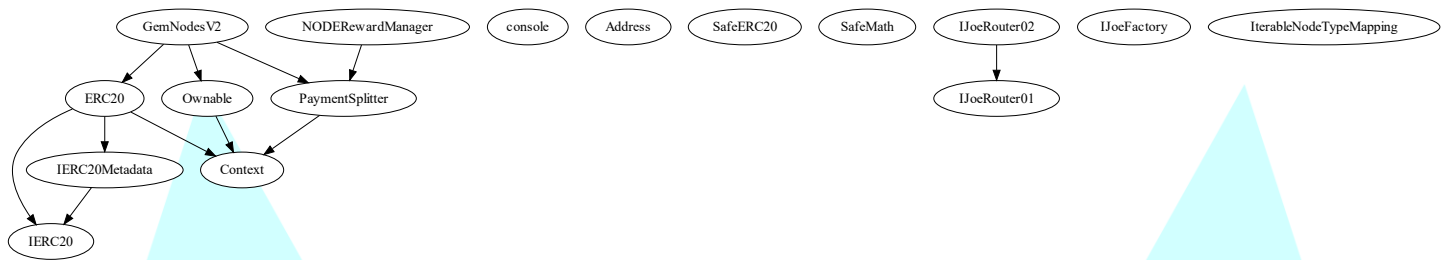 GemNodesV2 NODERewardManager console Address SafeERC20 SafeMath IJoeRouter02 IJoeFactory IterableNodeTypeMapping
ERC20 Ownable PaymentSplitter IJoeRouter01
IERC20Metadata Context
IERC20